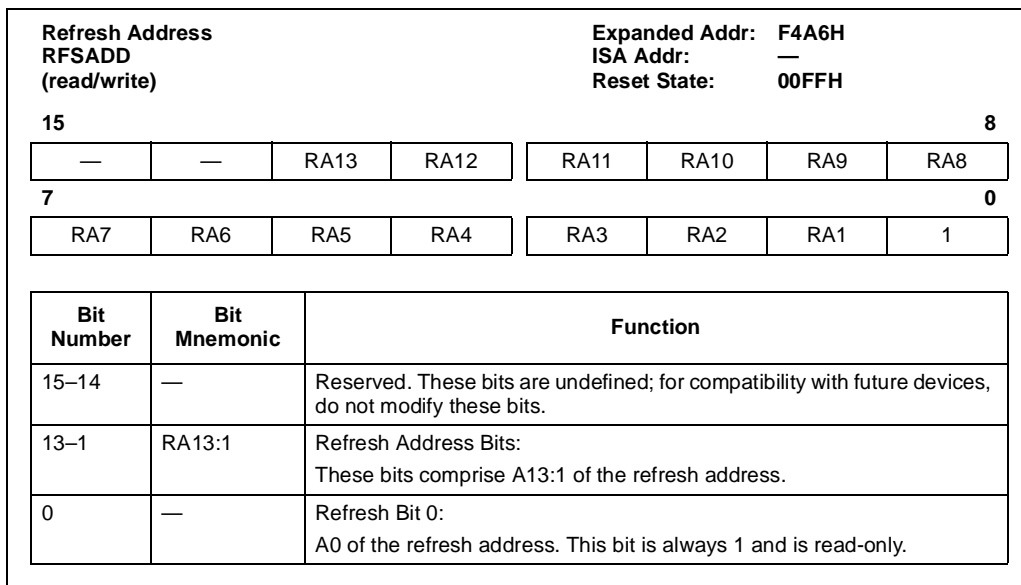 Refresh Address Expanded Addr: F4A6H
RFSADD ISA Addr: —
(read/write) Reset State: 00FFH
15 8
— — RA13 RA12 RA11 RA10 RA9 RA8
7 0
RA7 RA6 RA5 RA4 RA3 RA2 RA1 1
Bit Number Bit Mnemonic Function
15–14 — Reserved. These bits are undefined; for compatibility with future devices,
do not modify these bits.
13–1 RA13:1 Refresh Address Bits:
These bits comprise A13:1 of the refresh address.
0 — Refresh Bit 0:
A0 of the refresh address. This bit is always 1 and is read-only.